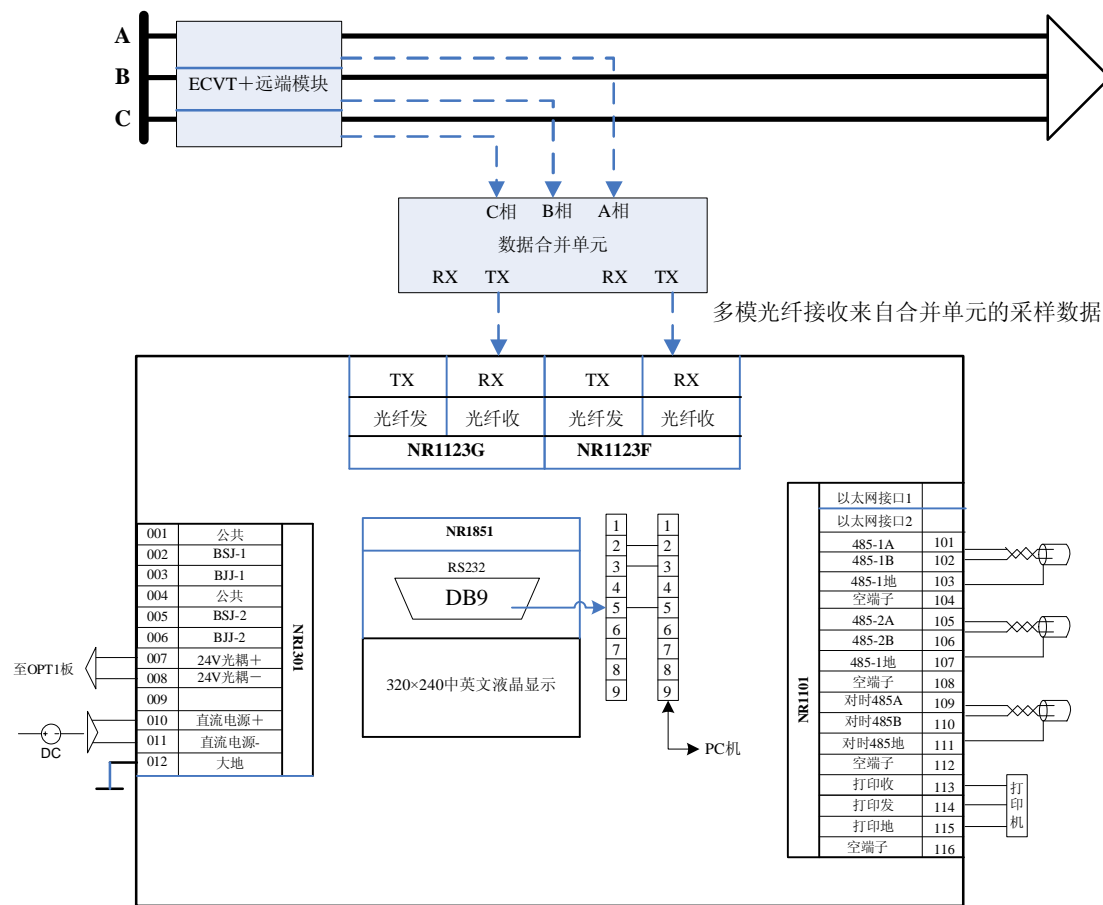 A
B
C
ECVT＋远端模块
C相 B相 A相
数据合并单元
RX TX RX TX
多模光纤接收来自合并单元的采样数据
TX RX TX RX
光纤发 光纤收 光纤发 光纤收
NR1123G NR1123F
001 公共
002 BSJ-1
003 BJJ-1
004 公共
005 BSJ-2
006 BJJ-2
007 24V光耦＋
008 24V光耦－
009
010 直流电源＋
011 直流电源-
012 大地
NR1301
至OPT1板
DC
NR1851
RS232
DB9
320×240中英文液晶显示
1 1
2 2
3 3
4 4
5 5
6 6
7 7
8 8
9 9
PC机
NR1101
以太网接口1
以太网接口2
485-1A 101
485-1B 102
485-1地 103
空端子 104
485-2A 105
485-2B 106
485-1地 107
空端子 108
对时485A 109
对时485B 110
对时485地 111
空端子 112
打印收 113
打印发 114
打印地 115
空端子 116
打印机